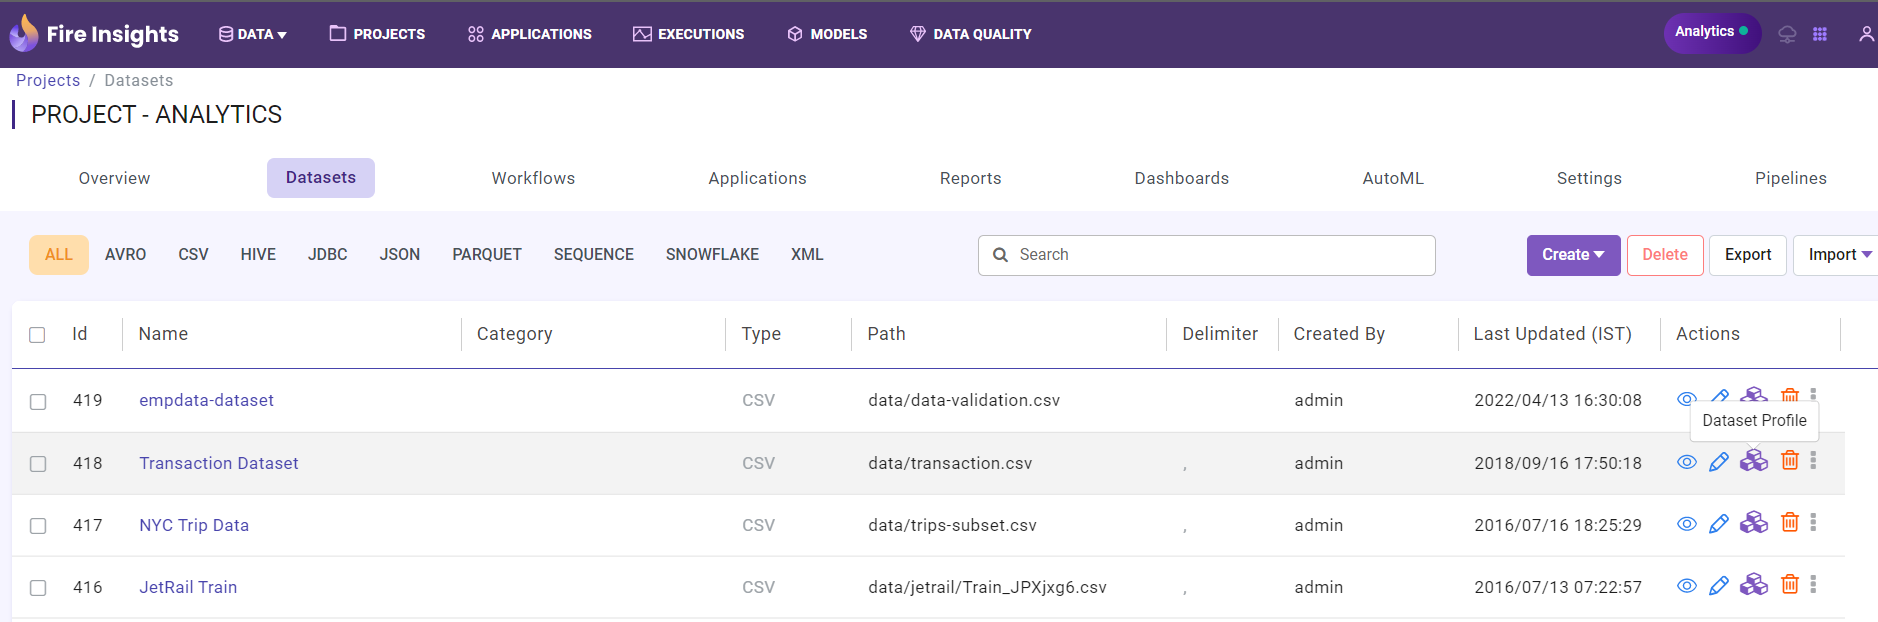 Fire Insights DATA PROJECTS APPLICATIONS EXECUTIONS MODELS DATA QUALITY Analytics
Projects / Datasets
PROJECT - ANALYTICS
Overview Datasets Workflows Applications Reports Dashboards AutoML Settings Pipelines
ALL AVRO CSV HIVE JDBC JSON PARQUET SEQUENCE SNOWFLAKE XML Search Create Delete Export Import
Id Name Category Type Path Delimiter Created By Last Updated (IST) Actions
419 empdata-dataset CSV data/data-validation.csv admin 2022/04/13 16:30:08
Dataset Profile
418 Transaction Dataset CSV data/transaction.csv , admin 2018/09/16 17:50:18
417 NYC Trip Data CSV data/trips-subset.csv , admin 2016/07/16 18:25:29
416 JetRail Train CSV data/jetrail/Train_JPXjxg6.csv , admin 2016/07/13 07:22:57